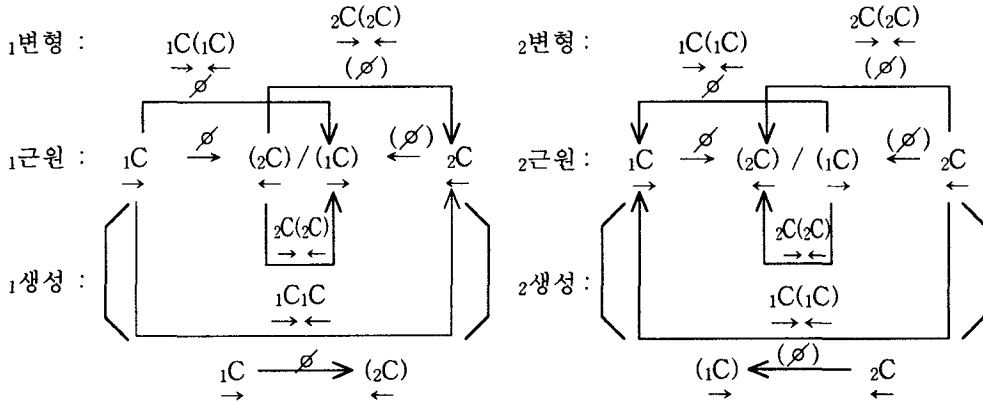 ₁변형 : ₁C(₁C) ₂C(₂C) ₂변형 : ₁C(₁C) ₂C(₂C)
→ ← → ← → ← → ←
∅ (∅) ∅ (∅)
₁근원 : ₁C ∅ (₂C) / (₁C) (∅) ₂C ₂근원 : ₁C ∅ (₂C) / (₁C) (∅) ₂C
→ → ← → ← ← → → ← → ← ←
₂C(₂C) ₂C(₂C)
→ ← → ←
₁생성 : ₁C₁C ₂생성 : ₁C(₁C)
→ ← → ←
₁C ∅ (₂C) (₁C) (∅) ₂C
→ ← → ←